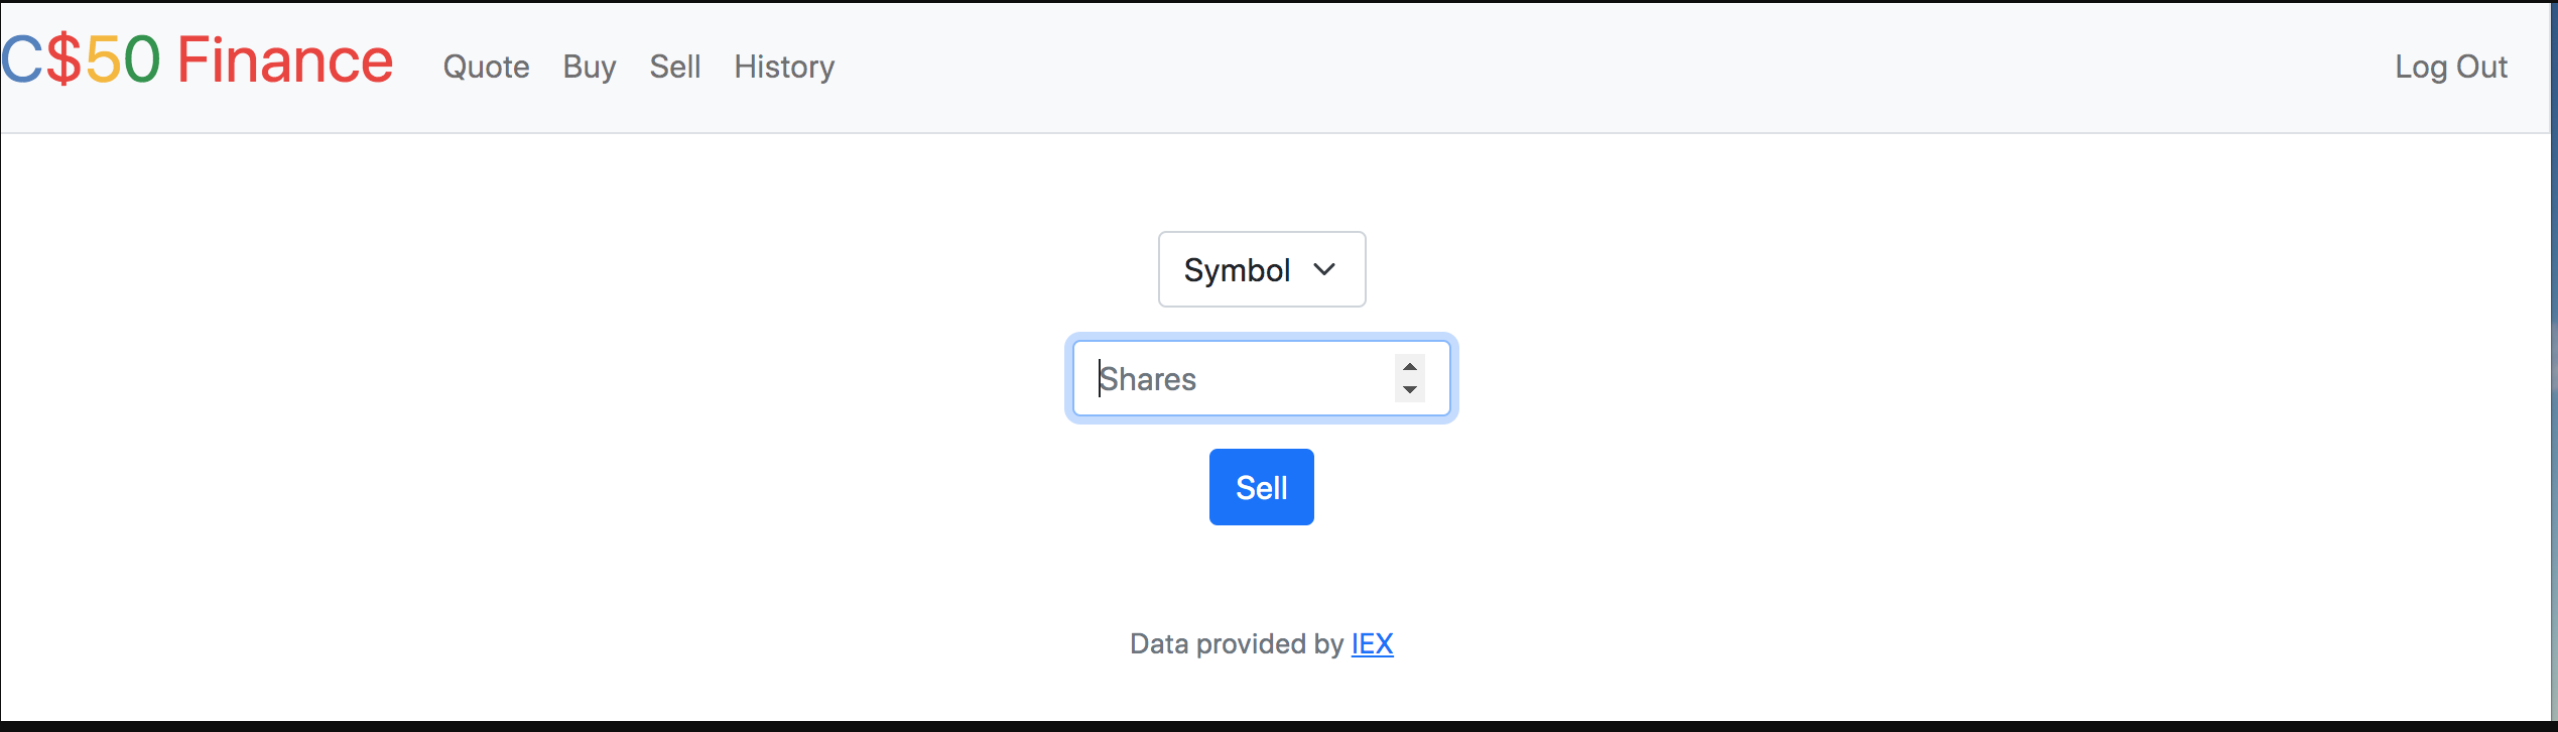 C$50 Finance Quote Buy Sell History Log Out
Symbol
Shares
Sell
Data provided by IEX